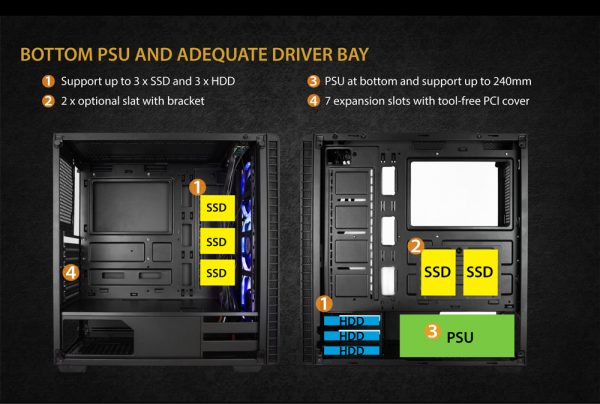 BOTTOM PSU AND ADEQUATE DRIVER BAY
1 Support up to 3 x SSD and 3 x HDD
2 2 x optional slat with bracket
3 PSU at bottom and support up to 240mm
4 7 expansion slots with tool-free PCI cover
1
SSD
SSD
SSD
4
2
SSD SSD
1
HDD
HDD
HDD
3 PSU